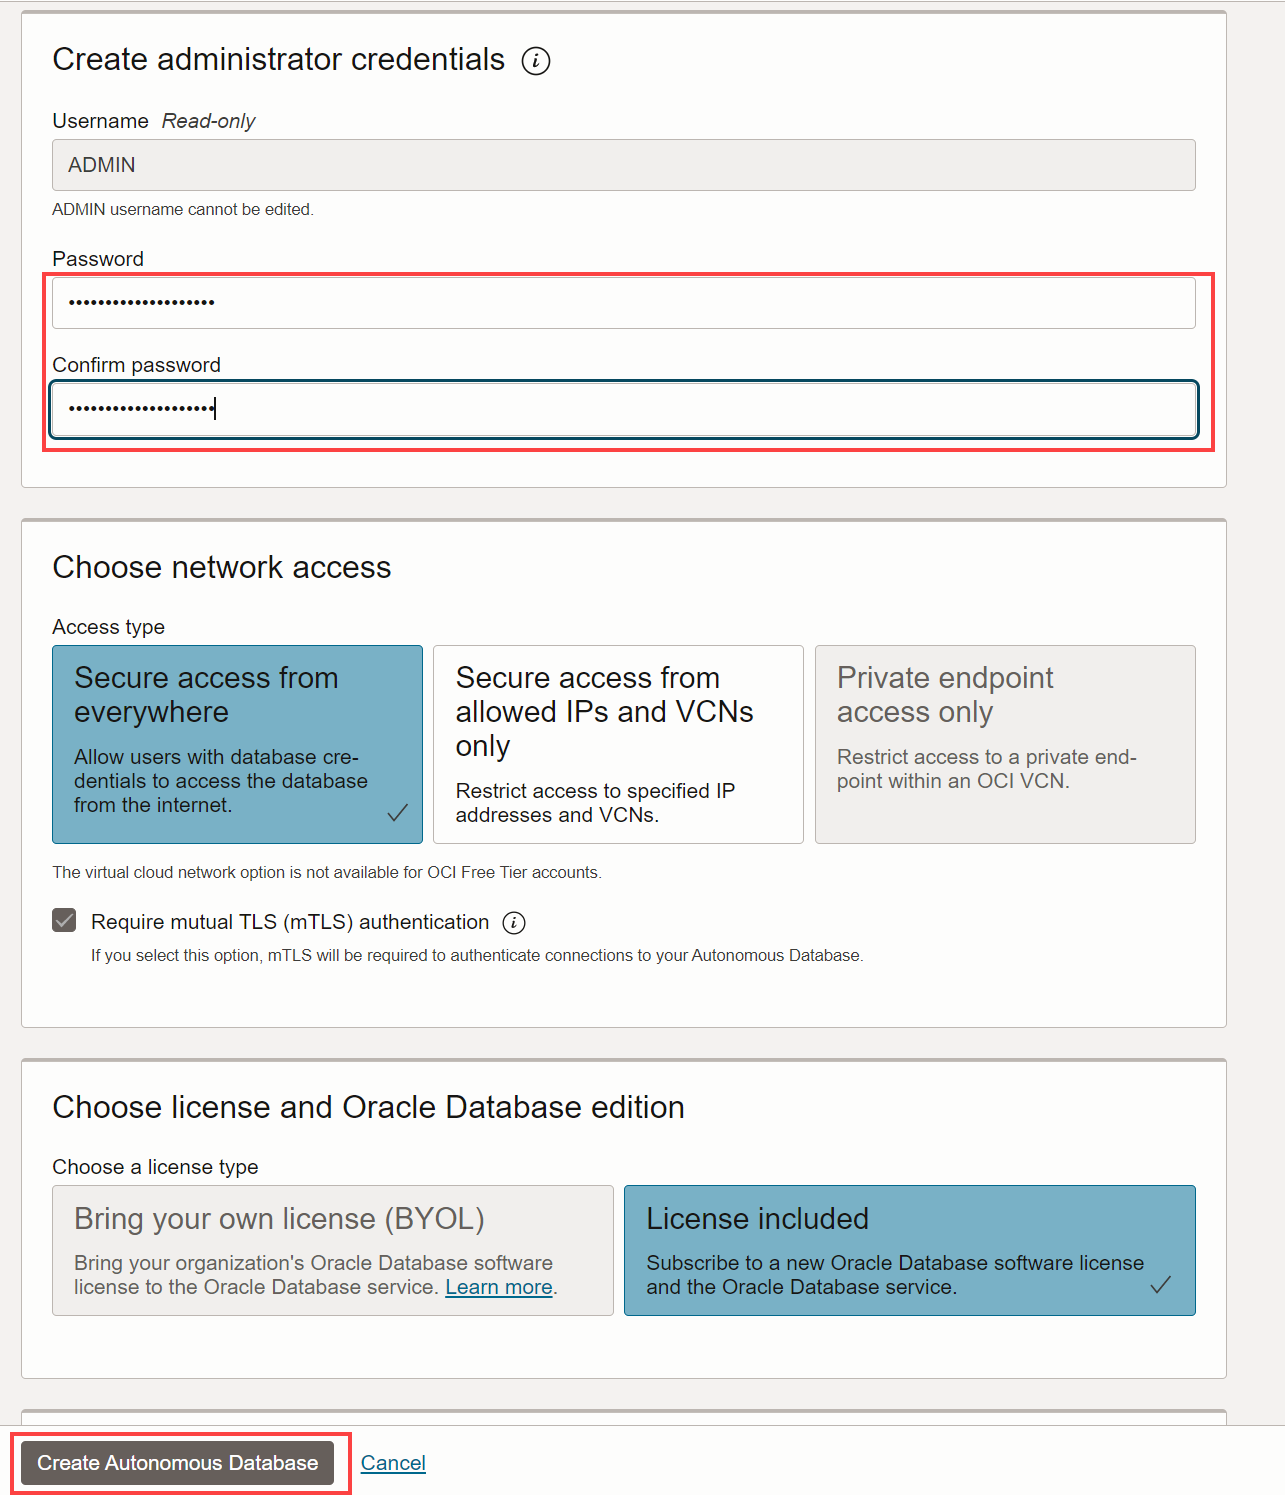 Create administrator credentials
Username Read-only
ADMIN
ADMIN username cannot be edited.
Password
••••••••••••••••••••
Confirm password
••••••••••••••••••••
Choose network access
Access type
Secure access from
everywhere
Allow users with database cre-
dentials to access the database
from the internet.
Secure access from
allowed IPs and VCNs
only
Restrict access to specified IP
addresses and VCNs.
Private endpoint
access only
Restrict access to a private end-
point within an OCI VCN.
The virtual cloud network option is not available for OCI Free Tier accounts.
Require mutual TLS (mTLS) authentication
If you select this option, mTLS will be required to authenticate connections to your Autonomous Database.
Choose license and Oracle Database edition
Choose a license type
Bring your own license (BYOL)
Bring your organization's Oracle Database software
license to the Oracle Database service. Learn more.
License included
Subscribe to a new Oracle Database software license
and the Oracle Database service.
Create Autonomous Database
Cancel